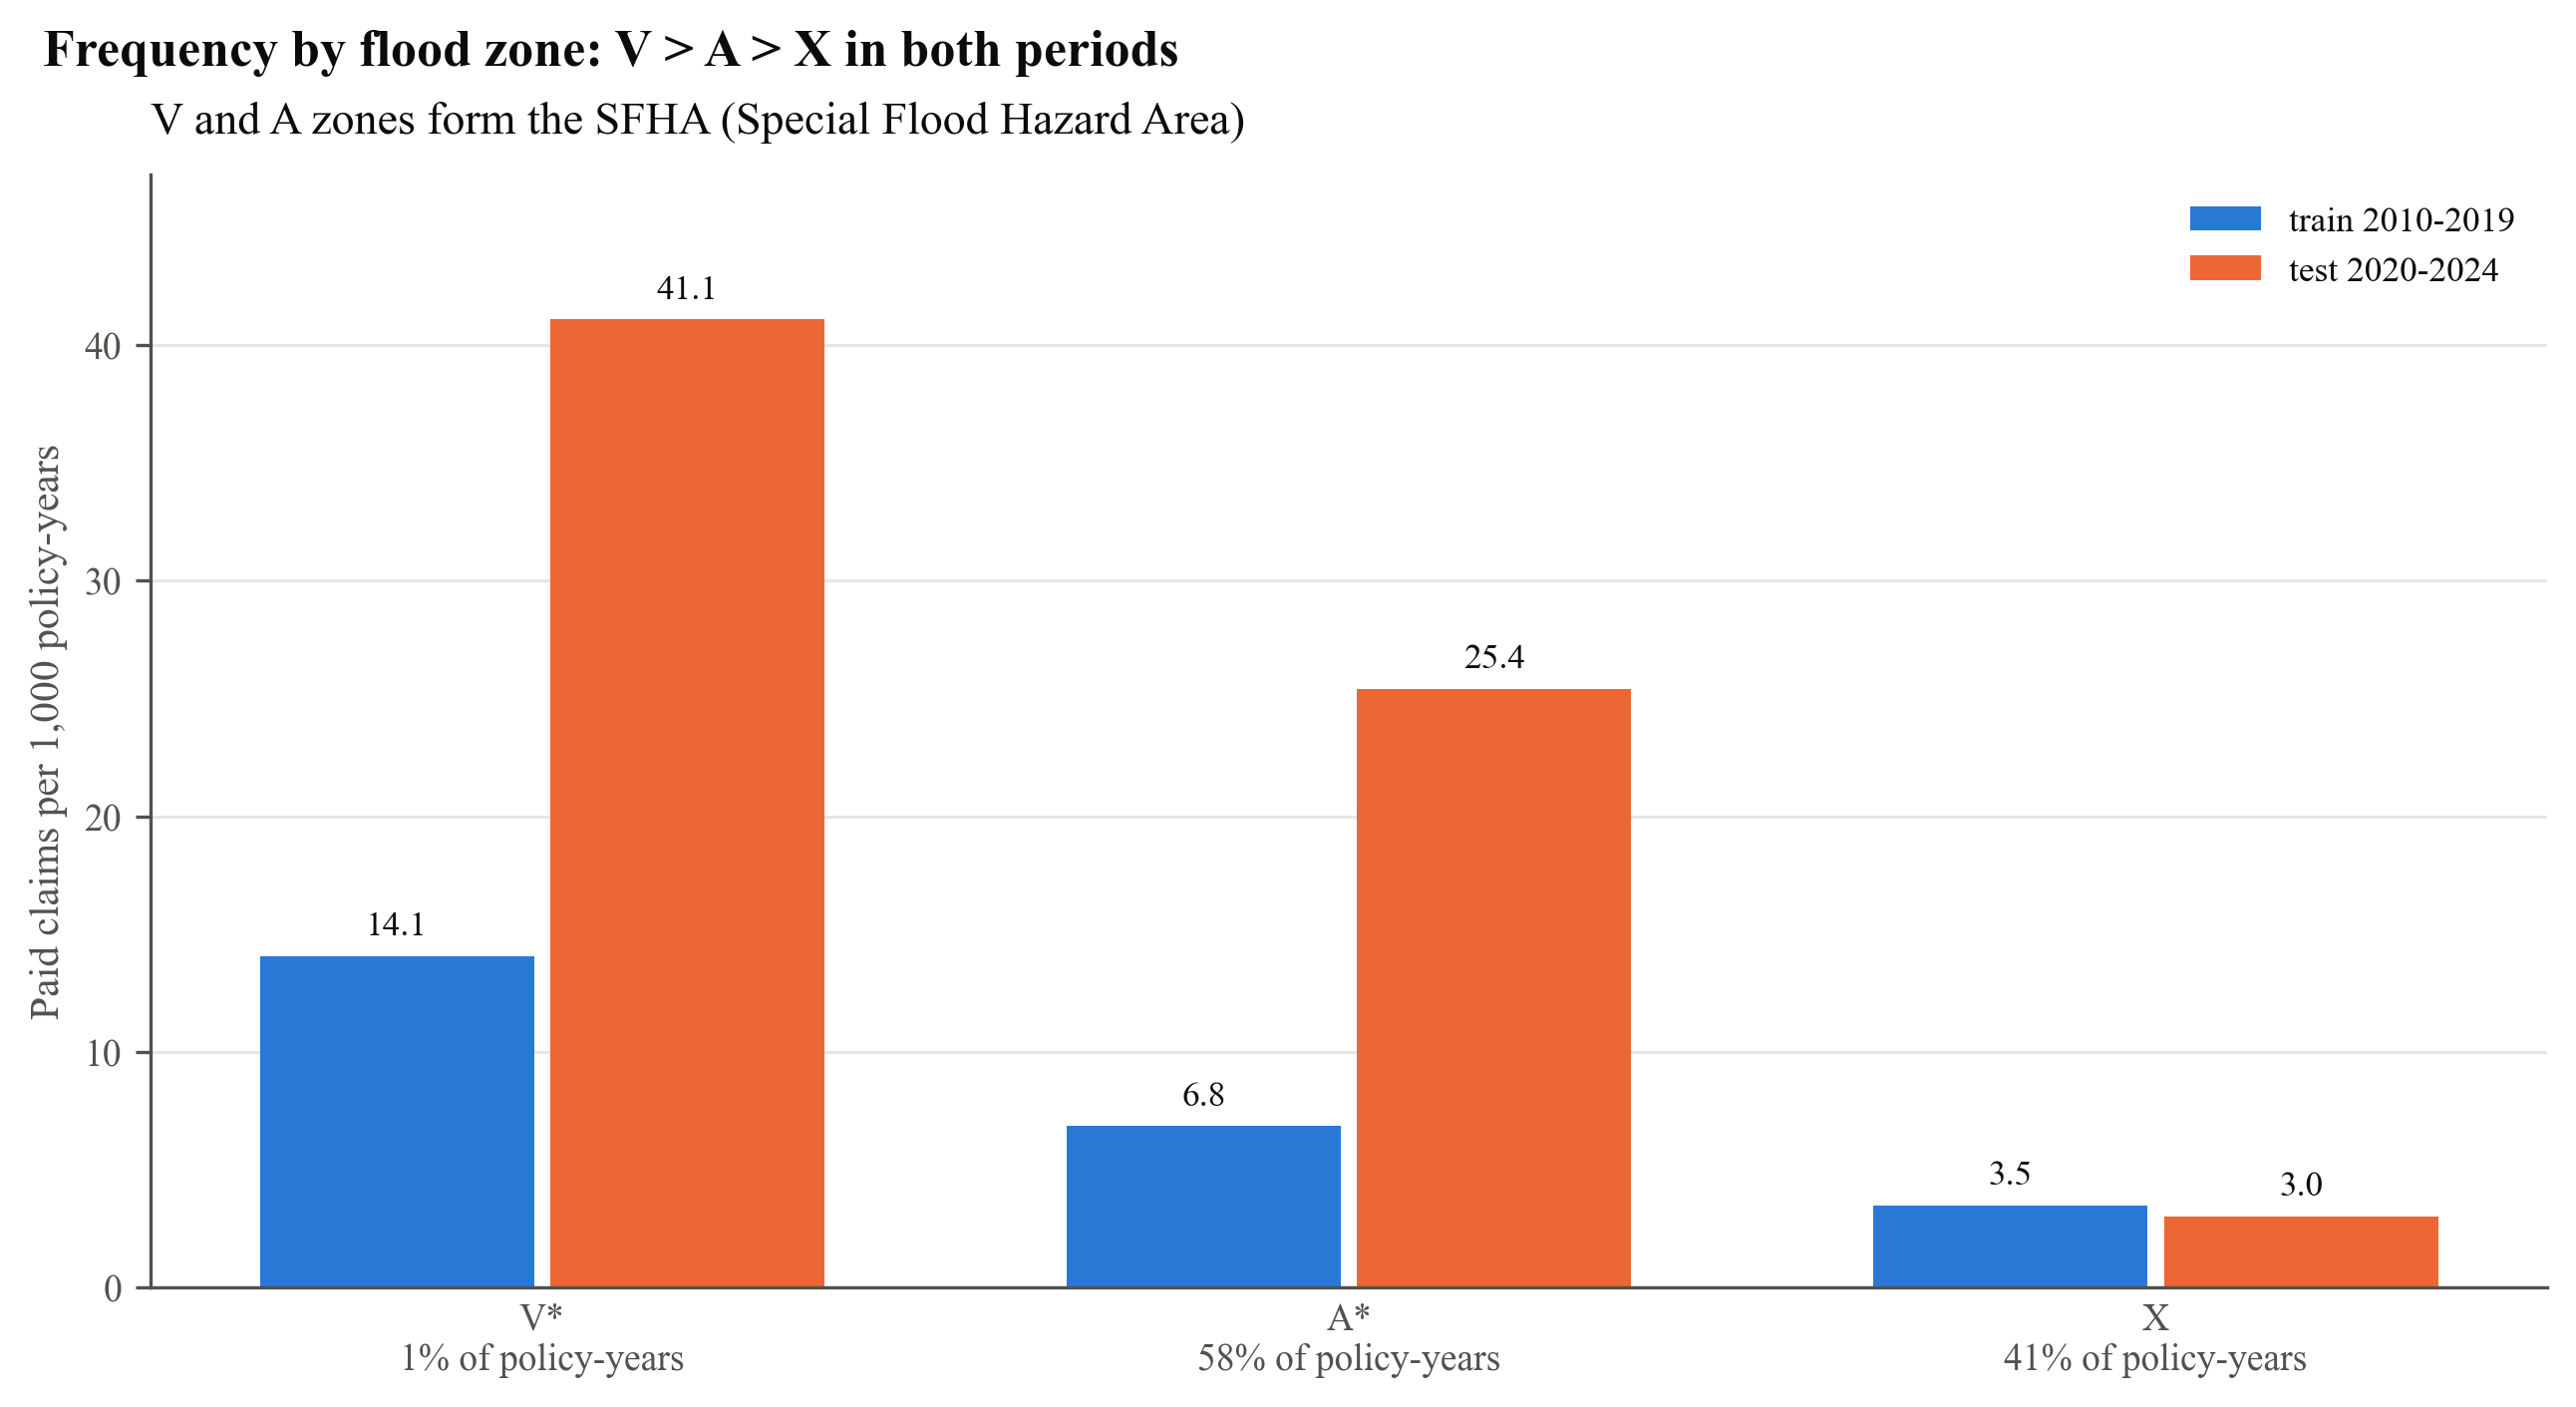 Frequency by flood zone: V > A > X in both periods
V and A zones form the SFHA (Special Flood Hazard Area)
train 2010-2019
test 2020-2024
Paid claims per 1,000 policy-years
40
30
20
10
0
14.1
41.1
6.8
25.4
3.5
3.0
V*
1% of policy-years
A*
58% of policy-years
X
41% of policy-years